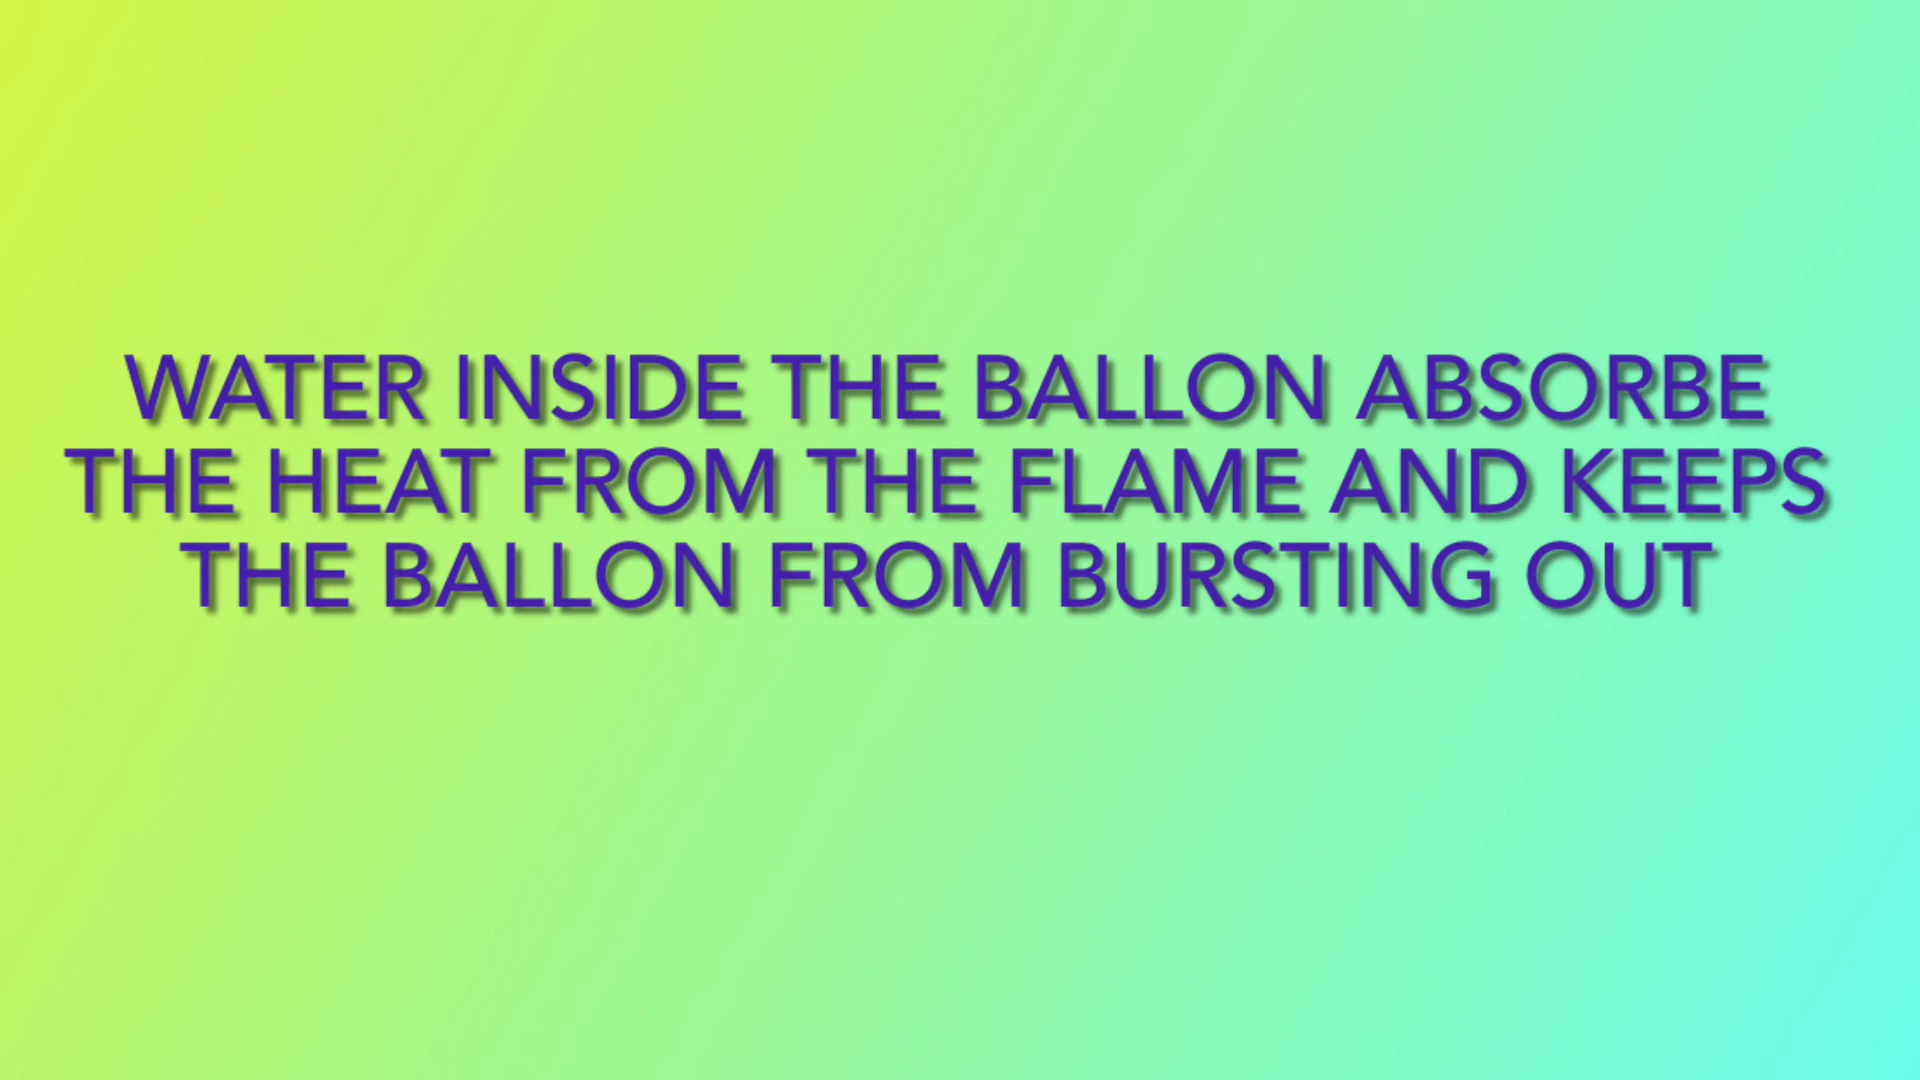 WATER INSIDE THE BALLON ABSORBE
THE HEAT FROM THE FLAME AND KEEPS
THE BALLON FROM BURSTING OUT